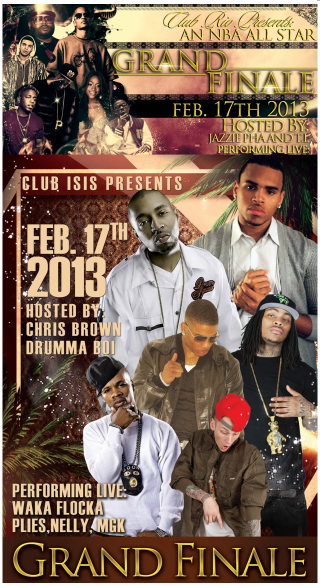 Club Riv Presents:
AN NBA ALL STAR
GRAND
FINALE
FEB. 17TH 2013
HOSTED BY:
JAZZIE PHA AND T.I.
PERFORMING LIVE:
CLUB ISIS PRESENTS
FEB. 17TH
2013
HOSTED BY
CHRIS BROWN
DRUMMA BOI
PERFORMING LIVE:
WAKA FLOCKA
PLIES,NELLY, MGK
GRAND FINALE